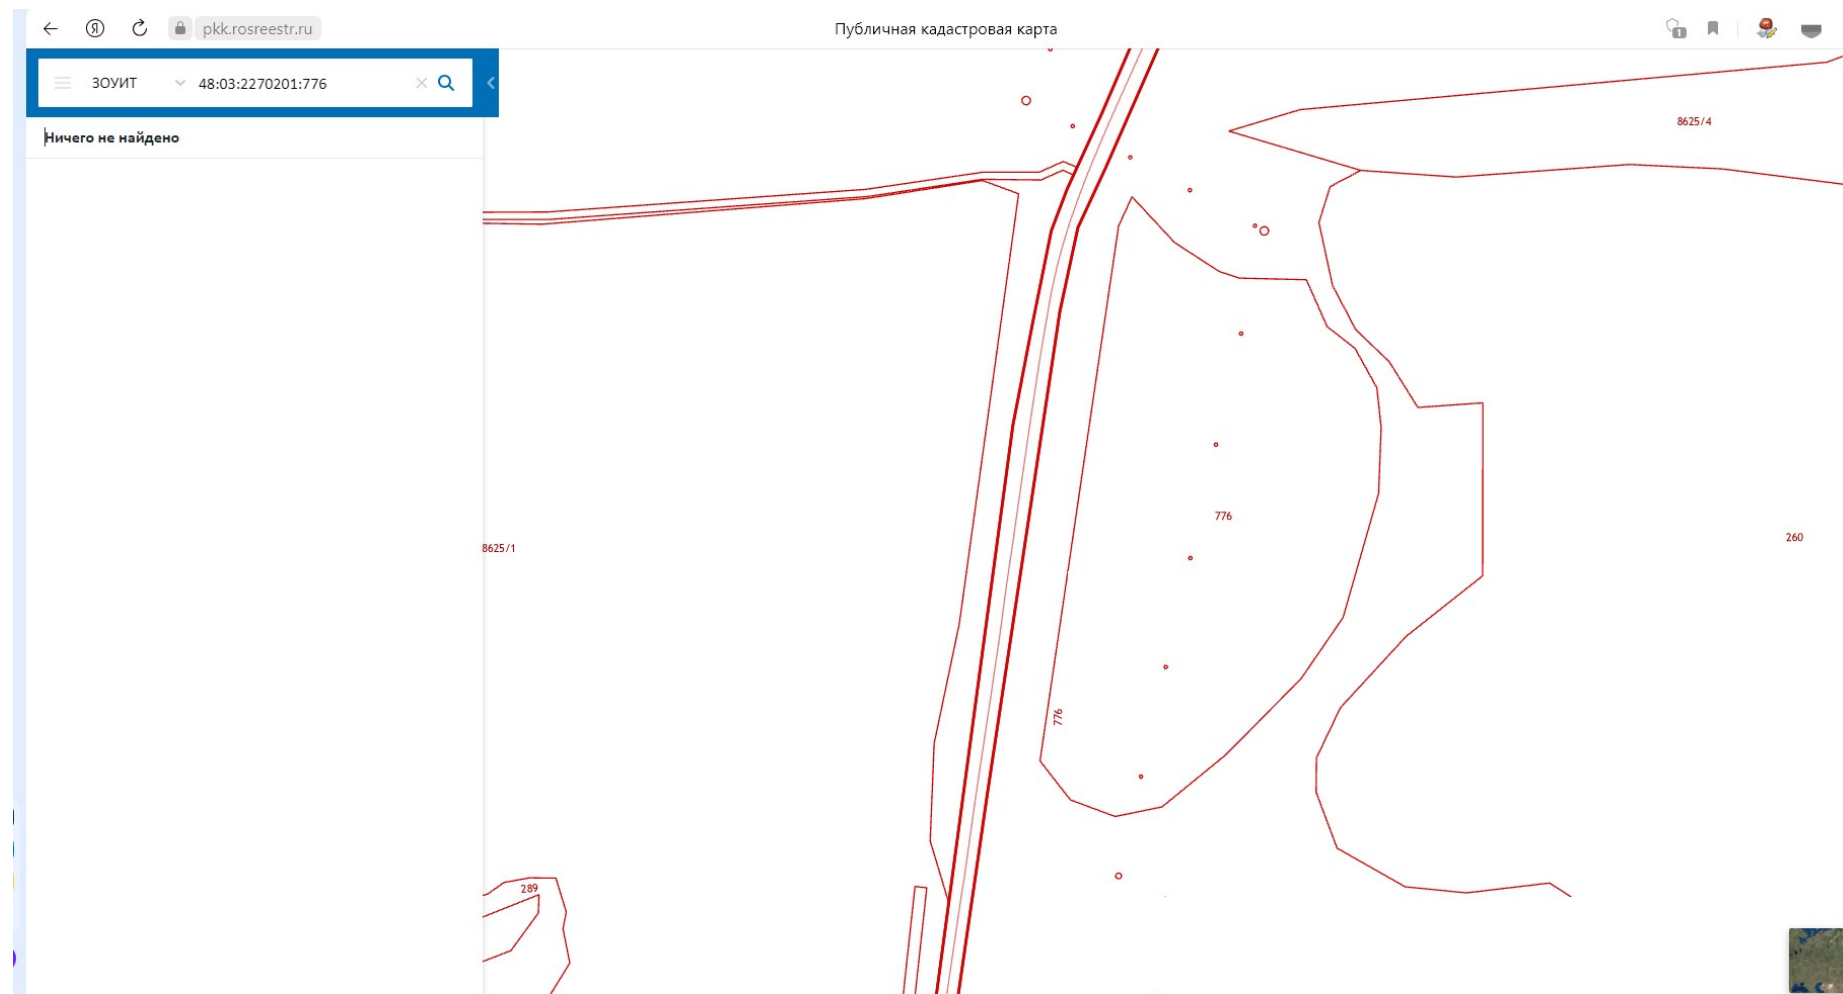 Я
pkk.rosreestr.ru
Публичная кадастровая карта
1
ЗОУИТ
48:03:2270201:776
Ничего не найдено
8625/4
8625/1
776
260
776
289